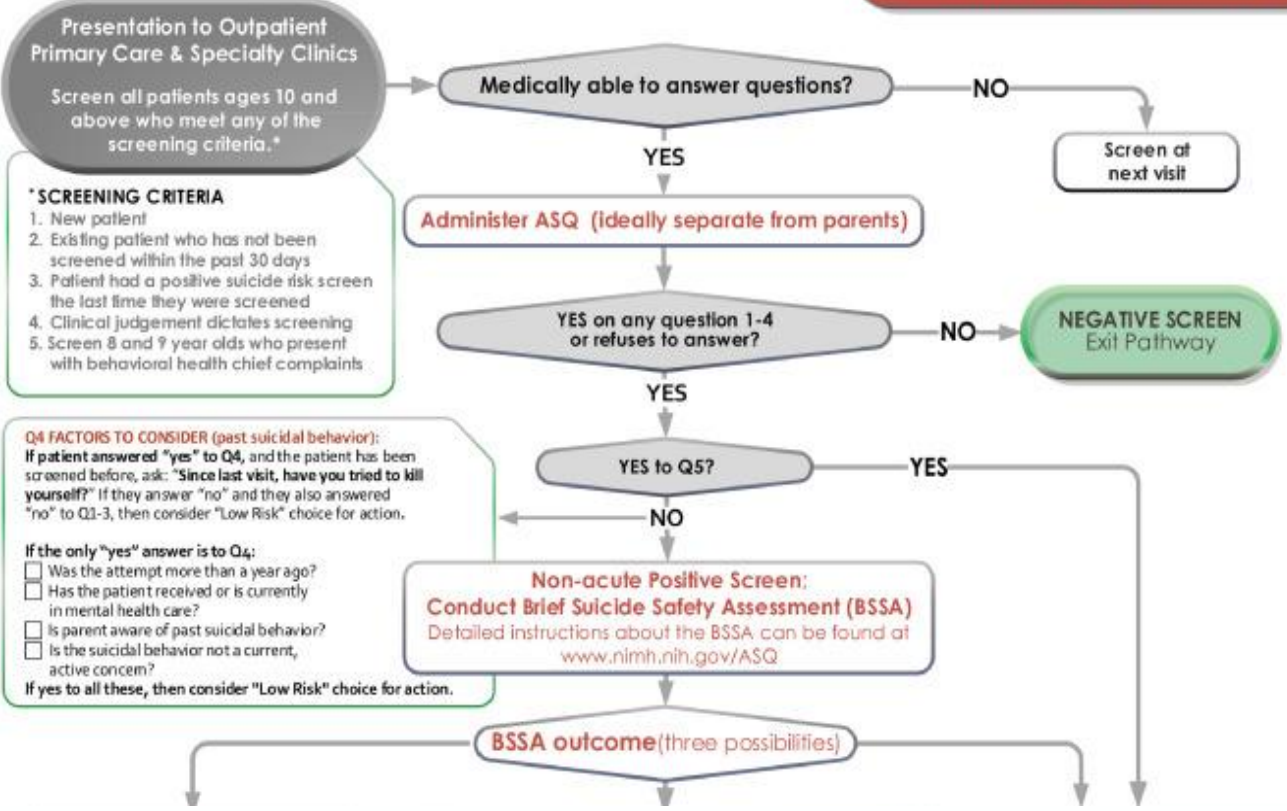 Presentation to Outpatient
Primary Care & Specialty Clinics
Screen all patients ages 10 and
above who meet any of the
screening criteria.*
Medically able to answer questions?
NO
Screen at
next visit
YES
* SCREENING CRITERIA
1. New patient
2. Existing patient who has not been
screened within the past 30 days
3. Patient had a positive suicide risk screen
the last time they were screened
4. Clinical judgement dictates screening
5. Screen 8 and 9 year olds who present
with behavioral health chief complaints
Administer ASQ (ideally separate from parents)
YES on any question 1-4
or refuses to answer?
NO
NEGATIVE SCREEN
Exit Pathway
YES
Q4 FACTORS TO CONSIDER (past suicidal behavior):
If patient answered "yes" to Q4, and the patient has been
screened before, ask: "Since last visit, have you tried to kill
yourself?" If they answer "no" and they also answered
"no" to Q1-3, then consider "Low Risk" choice for action.
If the only "yes" answer is to Q4:
Was the attempt more than a year ago?
Has the patient received or is currently
in mental health care?
Is parent aware of past suicidal behavior?
Is the suicidal behavior not a current,
active concern?
If yes to all these, then consider "Low Risk" choice for action.
YES to Q5?
YES
NO
Non-acute Positive Screen:
Conduct Brief Suicide Safety Assessment (BSSA)
Detailed instructions about the BSSA can be found at
www.nimh.nih.gov/ASQ
BSSA outcome(three possibilities)